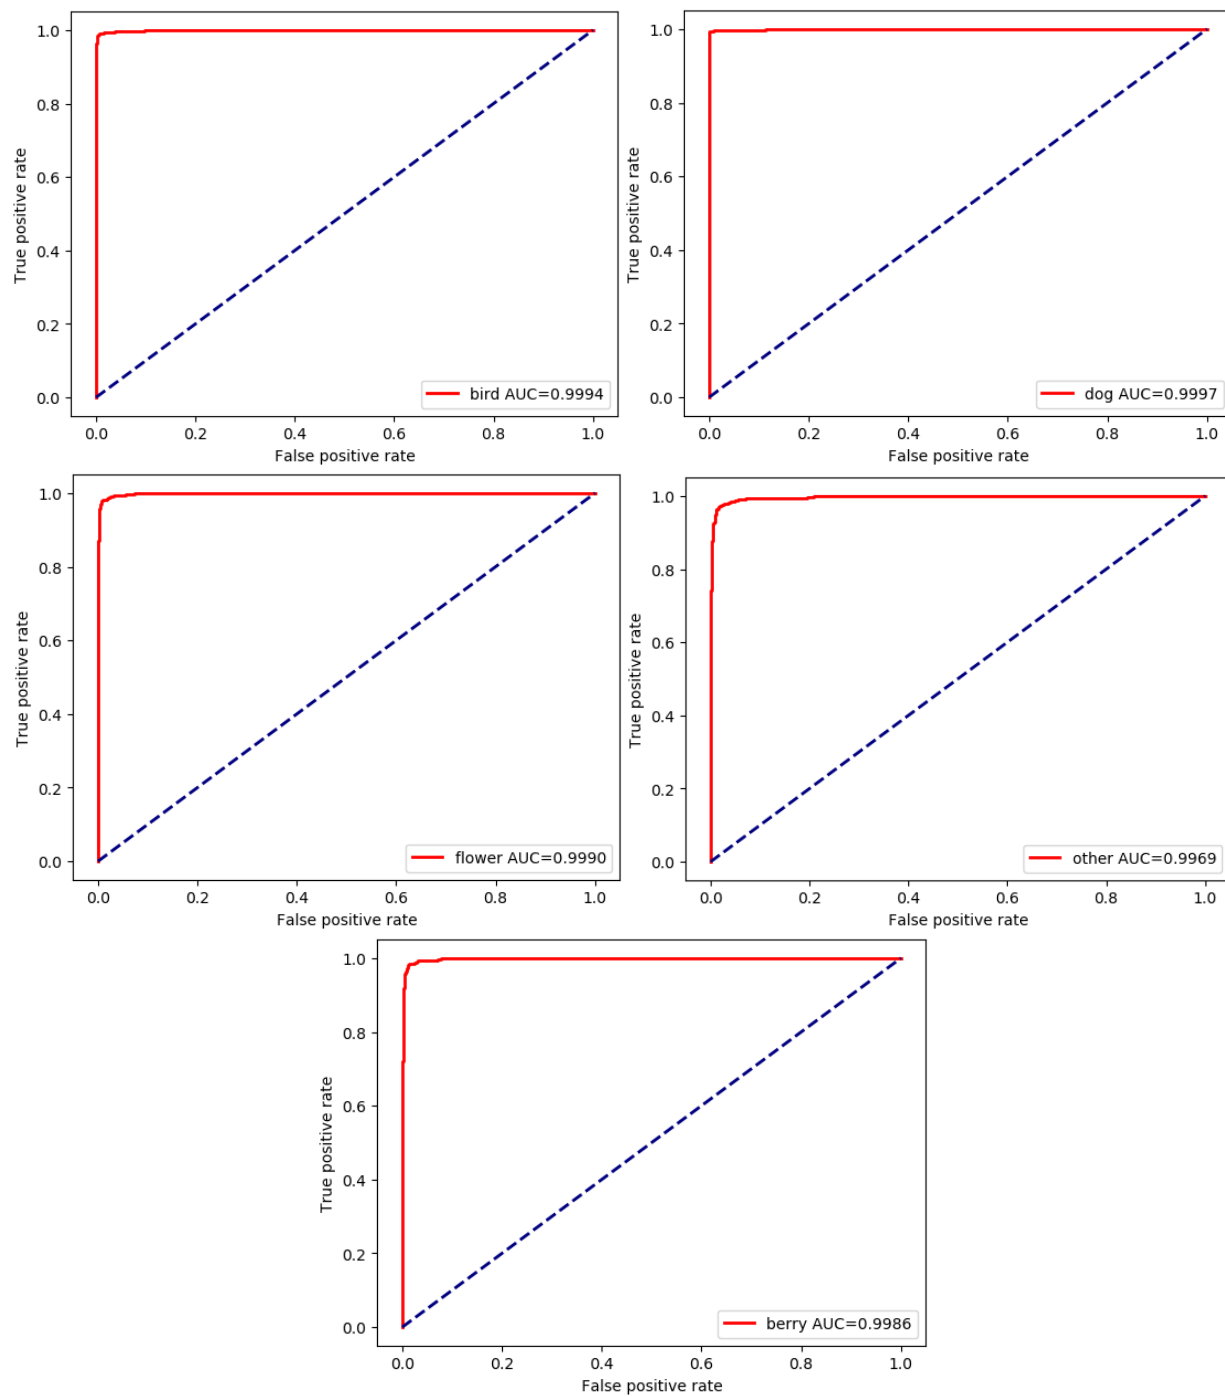 1.0
0.8
0.6
0.4
0.2
0.0
True positive rate
bird AUC=0.9994
0.0 0.2 0.4 0.6 0.8 1.0
False positive rate
1.0
0.8
0.6
0.4
0.2
0.0
True positive rate
dog AUC=0.9997
0.0 0.2 0.4 0.6 0.8 1.0
False positive rate
1.0
0.8
0.6
0.4
0.2
0.0
True positive rate
flower AUC=0.9990
0.0 0.2 0.4 0.6 0.8 1.0
False positive rate
1.0
0.8
0.6
0.4
0.2
0.0
True positive rate
other AUC=0.9969
0.0 0.2 0.4 0.6 0.8 1.0
False positive rate
1.0
0.8
0.6
0.4
0.2
0.0
True positive rate
berry AUC=0.9986
0.0 0.2 0.4 0.6 0.8 1.0
False positive rate